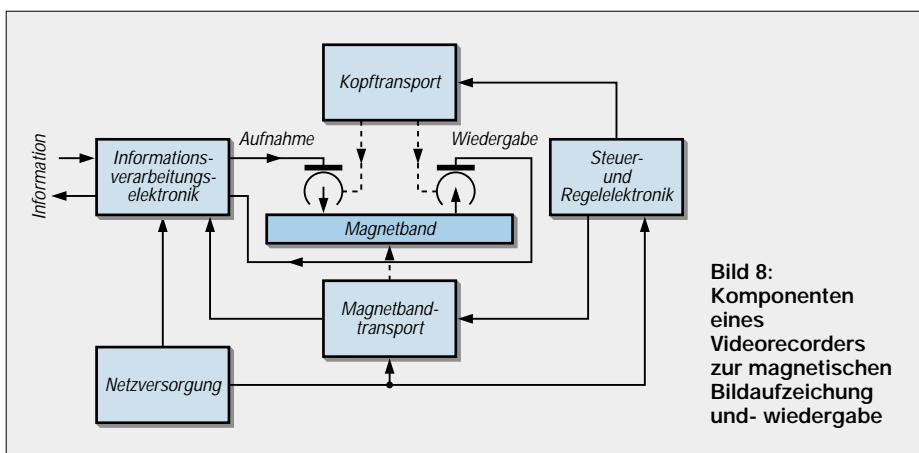 Kopftransport
Aufnahme
Wiedergabe
Information
Informations-
verarbeitungs-
elektronik
Steuer-
und
Regelelektronik
Magnetband
Magnetband-
transport
Netzversorgung
Bild 8:
Komponenten
eines
Videorecorders
zur magnetischen
Bildaufzeichung
und- wiedergabe